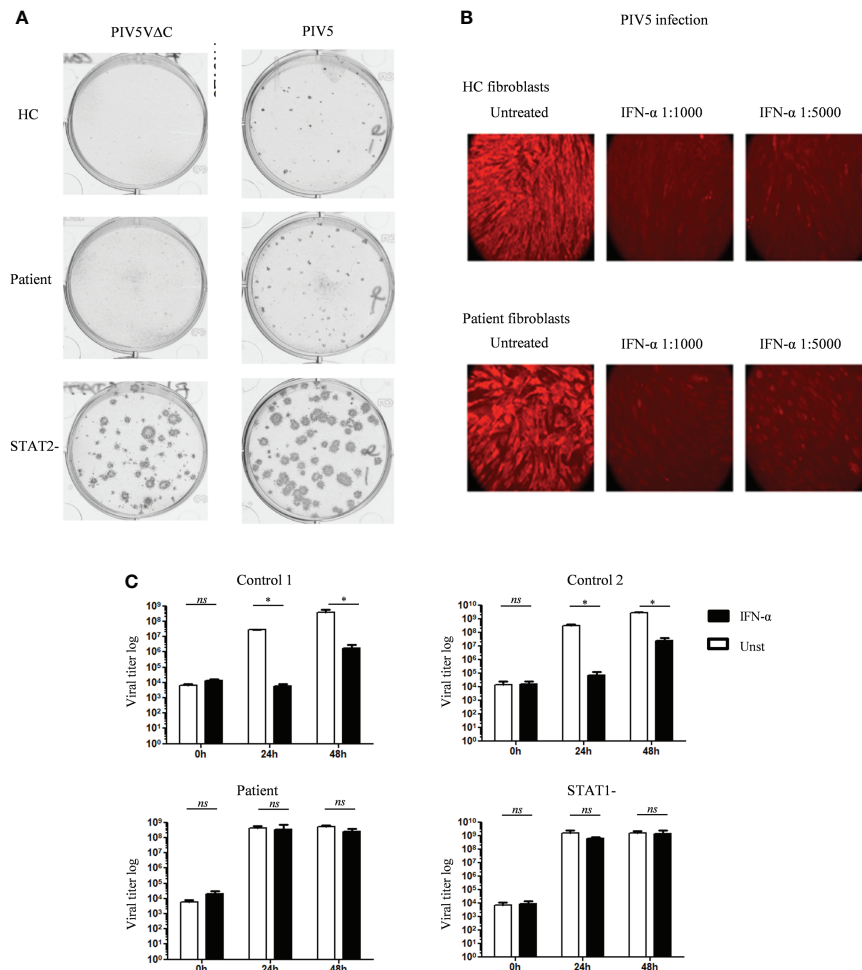 A
PIV5VΔC
PIV5
HC
Patient
STAT2-
B
PIV5 infection
HC fibroblasts
Untreated
IFN-α 1:1000
IFN-α 1:5000
Patient fibroblasts
Untreated
IFN-α 1:1000
IFN-α 1:5000
C
Control 1
Viral titer log
10⁹
10⁸
10⁷
10⁶
10⁵
10⁴
10³
10²
10¹
10⁰
ns
*
*
0h
24h
48h
Control 2
Viral titer log
10¹⁰
10⁹
10⁸
10⁷
10⁶
10⁵
10⁴
10³
10²
10¹
10⁰
ns
*
*
0h
24h
48h
IFN-α
Unst
Patient
Viral titer log
10⁹
10⁸
10⁷
10⁶
10⁵
10⁴
10³
10²
10¹
10⁰
ns
ns
ns
0h
24h
48h
STAT1-
Viral titer log
10¹⁰
10⁹
10⁸
10⁷
10⁶
10⁵
10⁴
10³
10²
10¹
10⁰
ns
ns
ns
0h
24h
48h